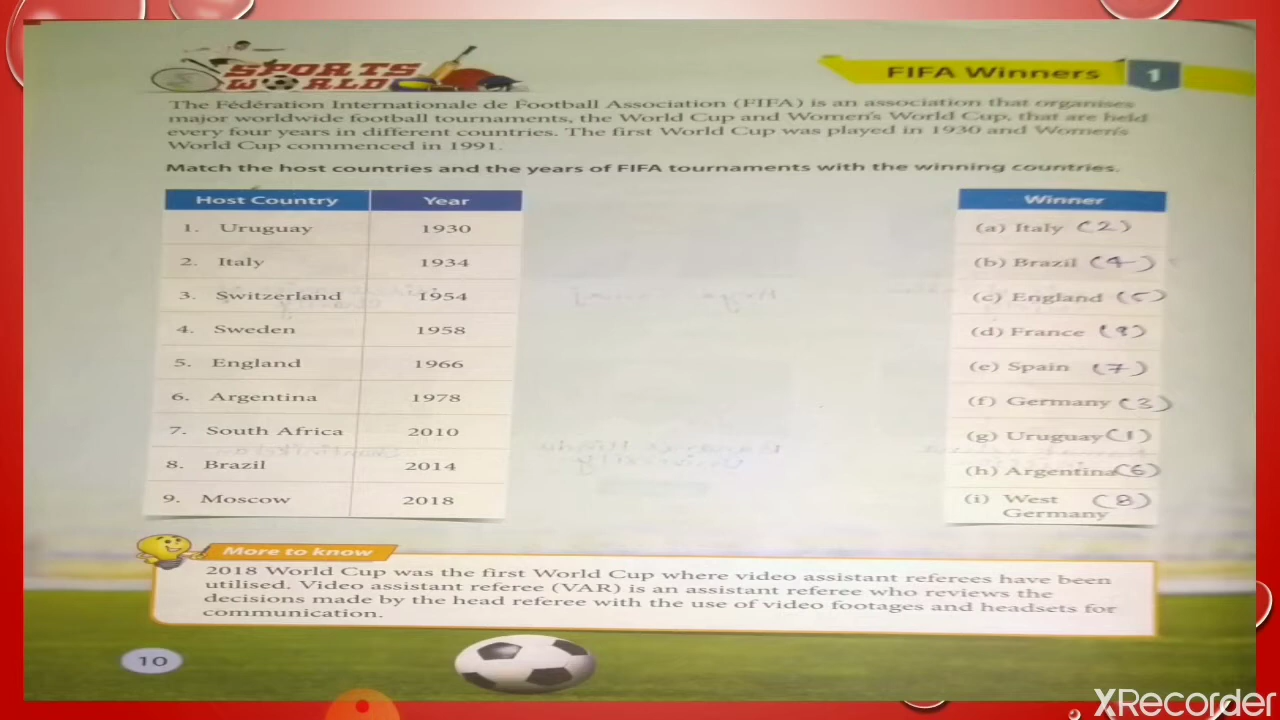 SPORTS
WORLD
FIFA Winners 1
The Fédération Internationale de Football Association (FIFA) is an association that organises
major worldwide football tournaments, the World Cup and Women's World Cup, that are held
every four years in different countries. The first World Cup was played in 1930 and Women's
World Cup commenced in 1991.
Match the host countries and the years of FIFA tournaments with the winning countries.
Host Country Year Winner
1. Uruguay 1930 (a) Italy (2)
2. Italy 1934 (b) Brazil (4)
3. Switzerland 1954 (c) England (5)
4. Sweden 1958 (d) France (9)
5. England 1966 (e) Spain (7)
6. Argentina 1978 (f) Germany (3)
7. South Africa 2010 (g) Uruguay (1)
8. Brazil 2014 (h) Argentina (6)
9. Moscow 2018 (i) West (8)
Germany
More to know
2018 World Cup was the first World Cup where video assistant referees have been
utilised. Video assistant referee (VAR) is an assistant referee who reviews the
decisions made by the head referee with the use of video footages and headsets for
communication.
10
XRecorder